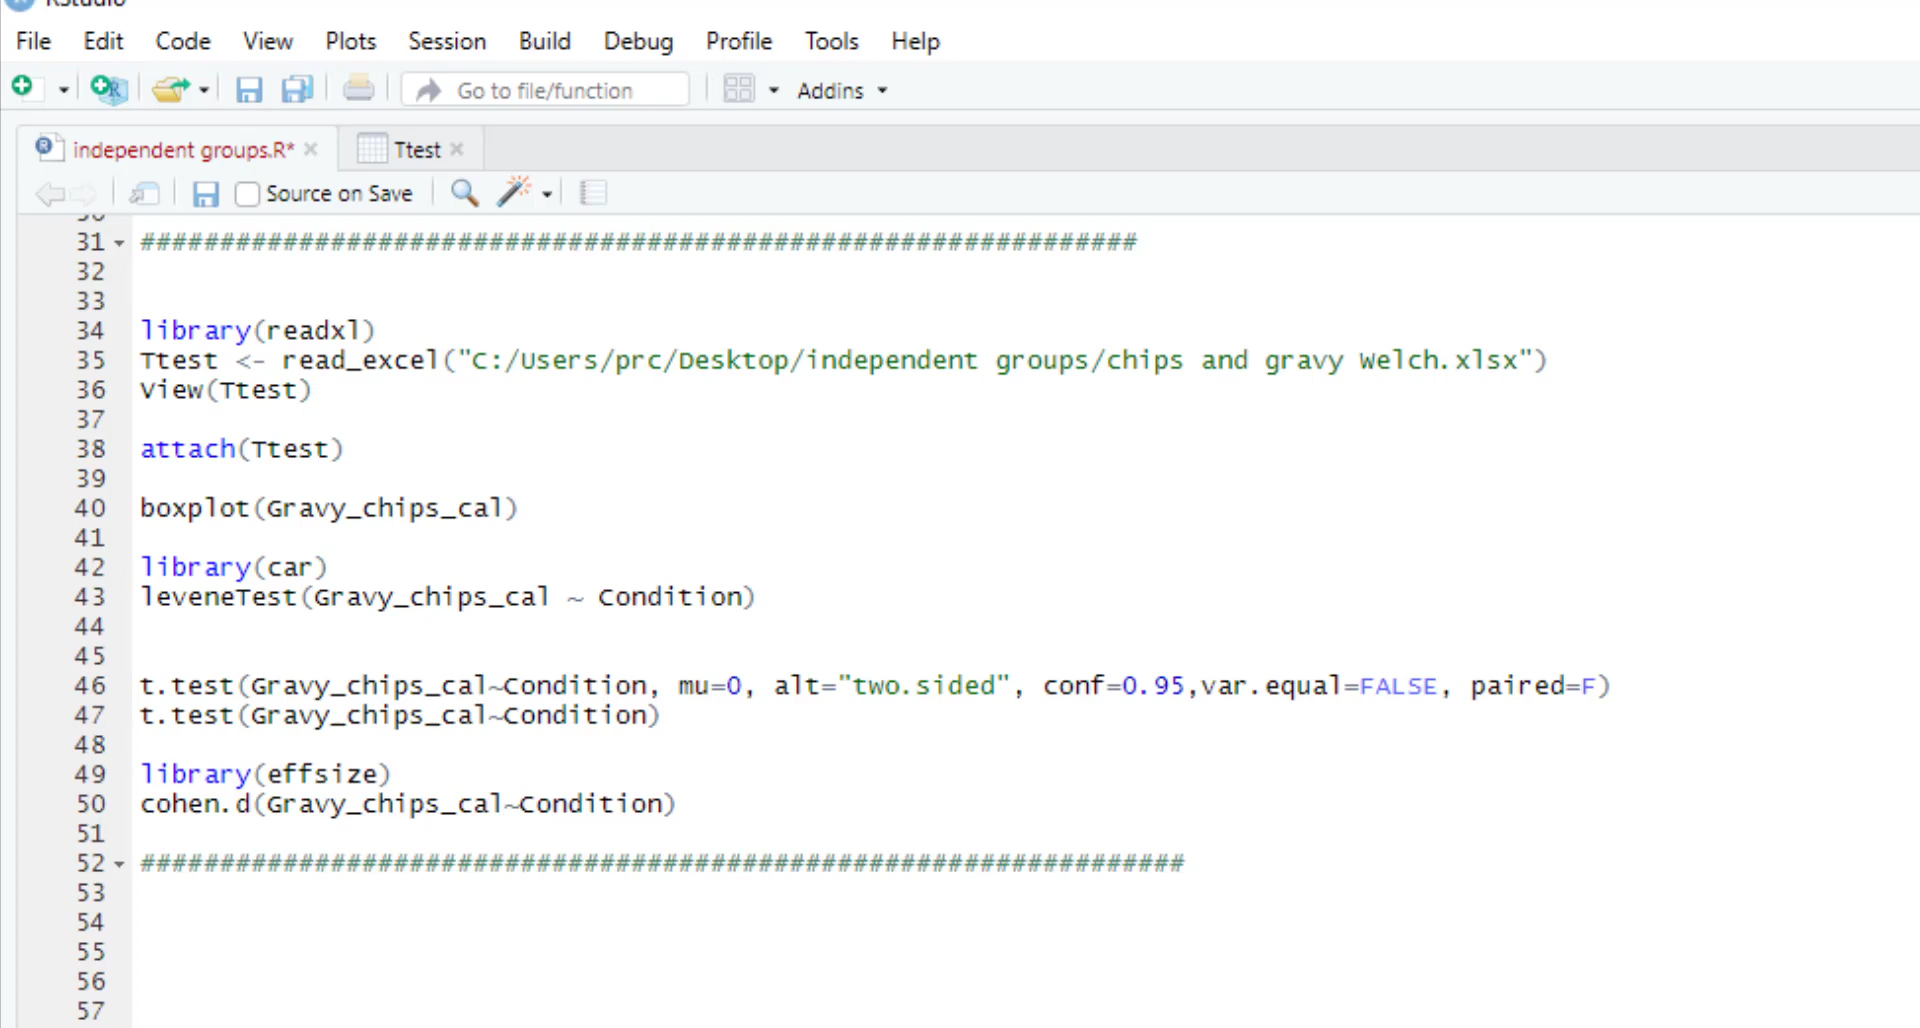 RStudio
File Edit Code View Plots Session Build Debug Profile Tools Help
Go to file/function Addins
independent groups.R* Ttest
Source on Save
30
31 ###############################################################
32
33
34 library(readxl)
35 Ttest <- read_excel("C:/Users/prc/Desktop/independent groups/chips and gravy Welch.xlsx")
36 View(Ttest)
37
38 attach(Ttest)
39
40 boxplot(Gravy_chips_cal)
41
42 library(car)
43 leveneTest(Gravy_chips_cal ~ Condition)
44
45
46 t.test(Gravy_chips_cal~Condition, mu=0, alt="two.sided", conf=0.95,var.equal=FALSE, paired=F)
47 t.test(Gravy_chips_cal~Condition)
48
49 library(effsize)
50 cohen.d(Gravy_chips_cal~Condition)
51
52 ##################################################################
53
54
55
56
57